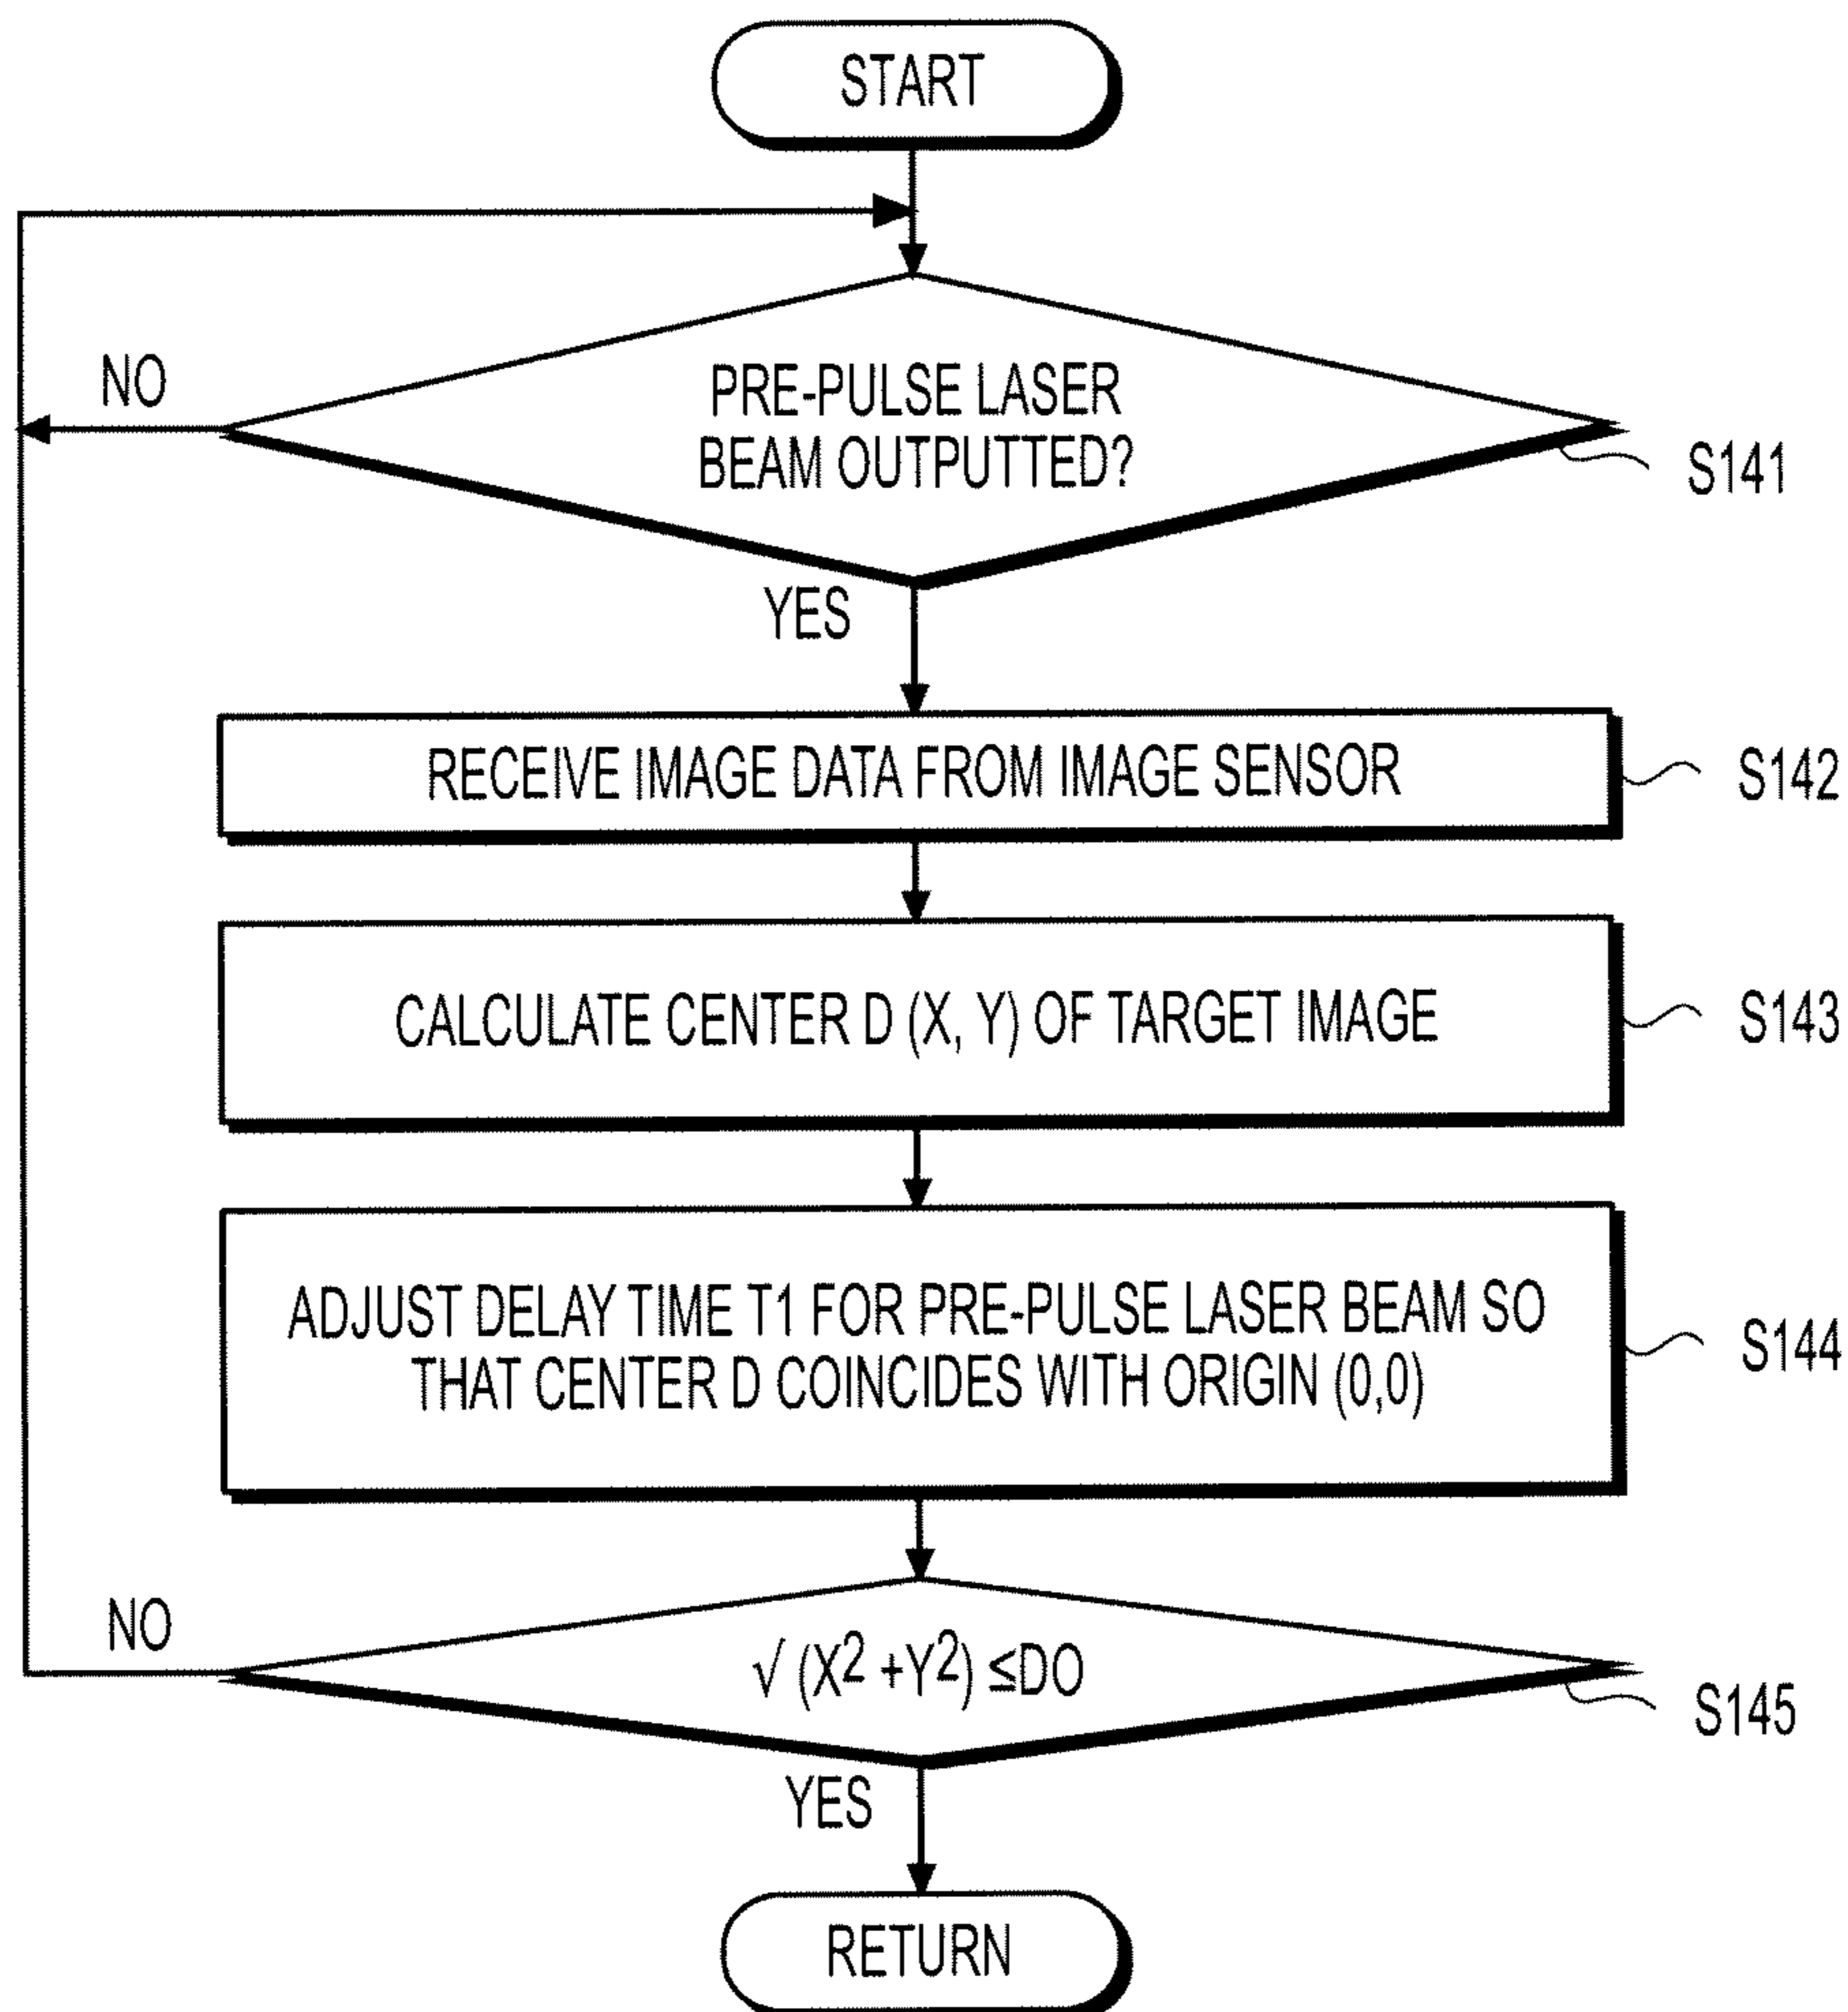 START
NO
PRE-PULSE LASER
BEAM OUTPUTTED?
S141
YES
RECEIVE IMAGE DATA FROM IMAGE SENSOR
S142
CALCULATE CENTER D (X, Y) OF TARGET IMAGE
S143
ADJUST DELAY TIME T1 FOR PRE-PULSE LASER BEAM SO
THAT CENTER D COINCIDES WITH ORIGIN (0,0)
S144
NO
√ (X² +Y²) ≤DO
S145
YES
RETURN